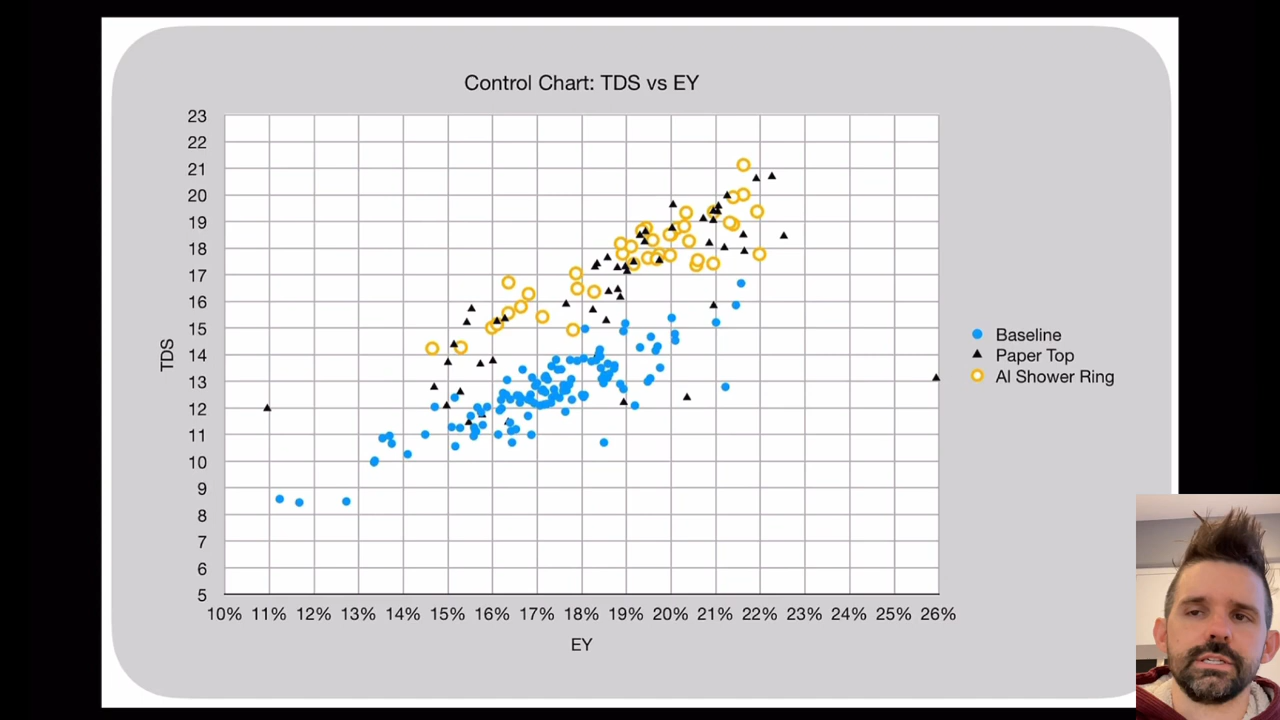 Control Chart: TDS vs EY
23
22
21
20
19
18
17
16
15
14
13
12
11
10
9
8
7
6
5
TDS
10% 11% 12% 13% 14% 15% 16% 17% 18% 19% 20% 21% 22% 23% 24% 25% 26%
EY
Baseline
Paper Top
Al Shower Ring